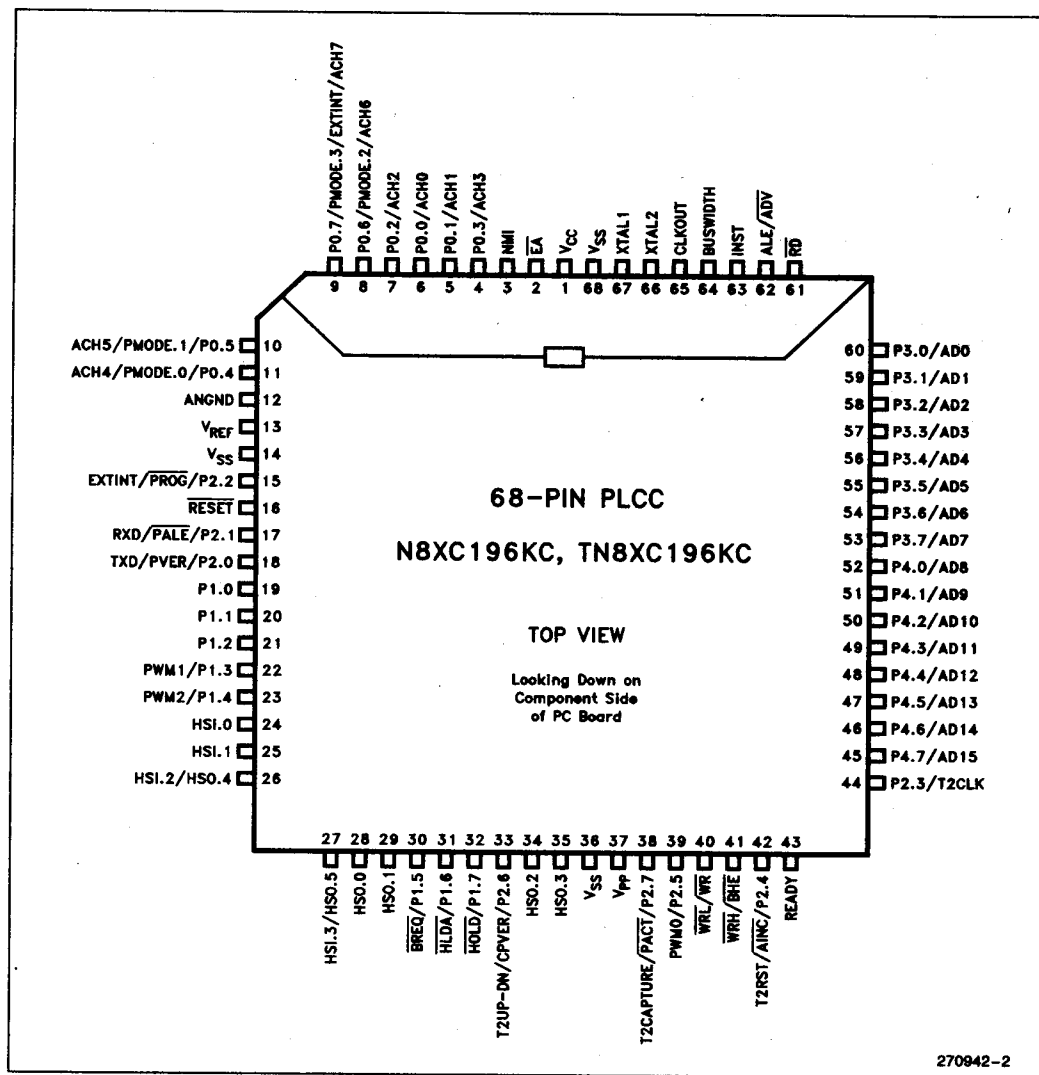 P0.7/PMODE.3/EXTINT/ACH7
P0.6/PMODE.2/ACH6
P0.2/ACH2
P0.0/ACH0
P0.1/ACH1
P0.3/ACH3
NMI
EA
VCC
VSS
XTAL1
XTAL2
CLKOUT
BUSWIDTH
INST
ALE/ADV
RD
9 8 7 6 5 4 3 2 1 68 67 66 65 64 63 62 61
ACH5/PMODE.1/P0.5 10
ACH4/PMODE.0/P0.4 11
ANGND 12
VREF 13
VSS 14
EXTINT/PROG/P2.2 15
RESET 16
RXD/PALE/P2.1 17
TXD/PVER/P2.0 18
P1.0 19
P1.1 20
P1.2 21
PWM1/P1.3 22
PWM2/P1.4 23
HSI.0 24
HSI.1 25
HSI.2/HSO.4 26
68-PIN PLCC
N8XC196KC, TN8XC196KC
TOP VIEW
Looking Down on
Component Side
of PC Board
60 P3.0/AD0
59 P3.1/AD1
58 P3.2/AD2
57 P3.3/AD3
56 P3.4/AD4
55 P3.5/AD5
54 P3.6/AD6
53 P3.7/AD7
52 P4.0/AD8
51 P4.1/AD9
50 P4.2/AD10
49 P4.3/AD11
48 P4.4/AD12
47 P4.5/AD13
46 P4.6/AD14
45 P4.7/AD15
44 P2.3/T2CLK
27 28 29 30 31 32 33 34 35 36 37 38 39 40 41 42 43
HSI.3/HSO.5
HSO.0
HSO.1
BREQ/P1.5
HLDA/P1.6
HOLD/P1.7
T2UP-DN/CPVER/P2.6
HSO.2
HSO.3
VSS
VPP
T2CAPTURE/PACT/P2.7
PWM0/P2.5
WRL/WR
WRH/BHE
T2RST/AINC/P2.4
READY
270942-2